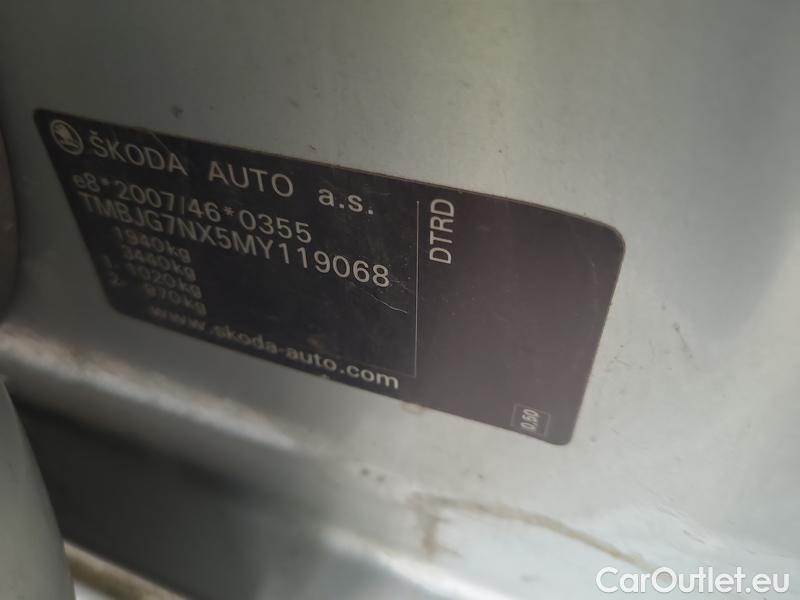 ŠKODA AUTO a.s.
e8*2007/46*0355
TMBJG7NX5MY119068
1940kg
3440kg
1- 1020kg
2- 970kg
www.skoda-auto.com
DTRD
0,50
CarOutlet.eu